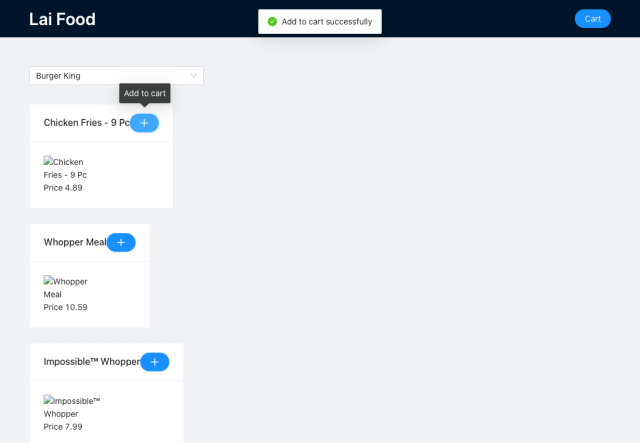 Lai Food
Add to cart successfully
Cart
Burger King
Add to cart
Chicken Fries - 9 Pc
Chicken
Fries - 9 Pc
Price 4.89
Whopper Meal
Whopper
Meal
Price 10.59
Impossible™ Whopper
Impossible™
Whopper
Price 7.99